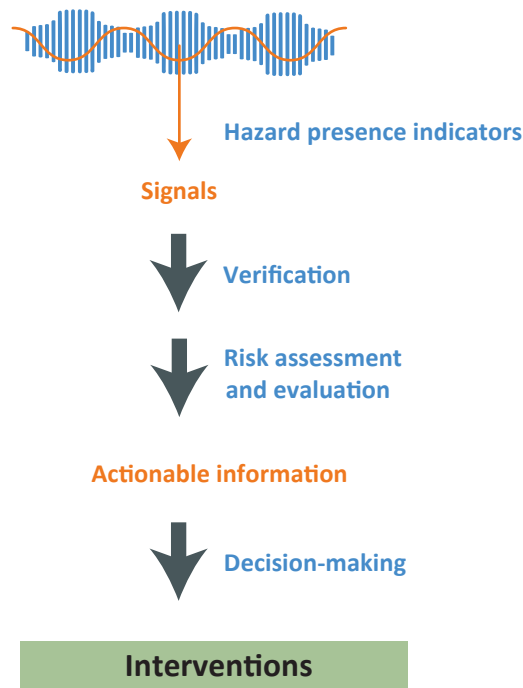 Hazard presence indicators
Signals
Verification
Risk assessment
and evaluation
Actionable information
Decision-making
Interventions